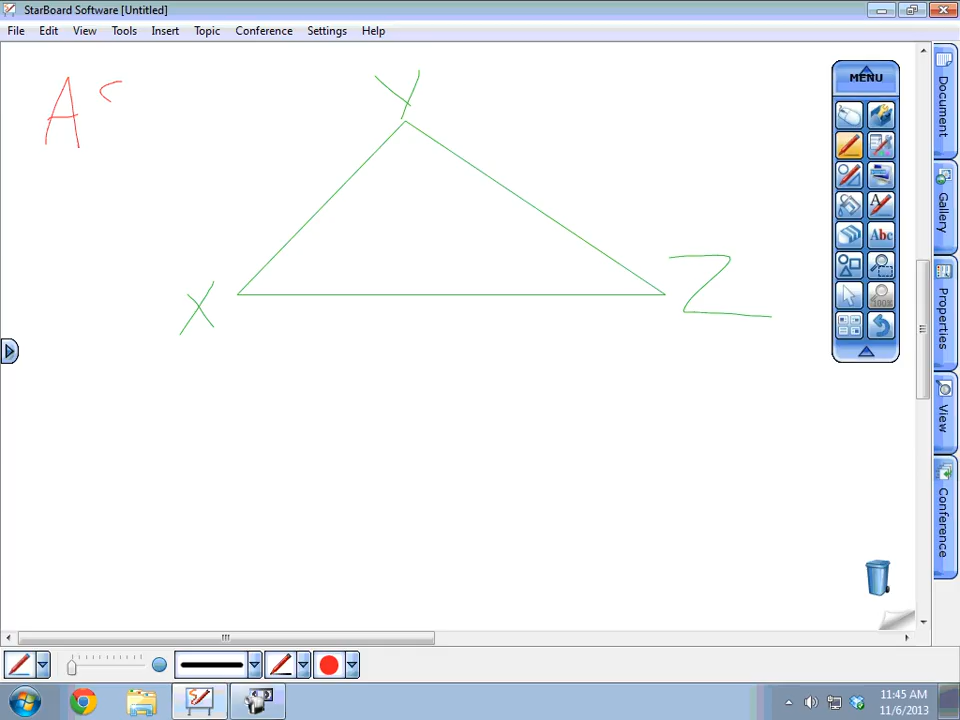 StarBoard Software [Untitled]
File Edit View Tools Insert Topic Conference Settings Help
A
Y
X
Z
MENU
Abc
100%
Document
Gallery
Properties
View
Conference
11:45 AM
11/6/2013